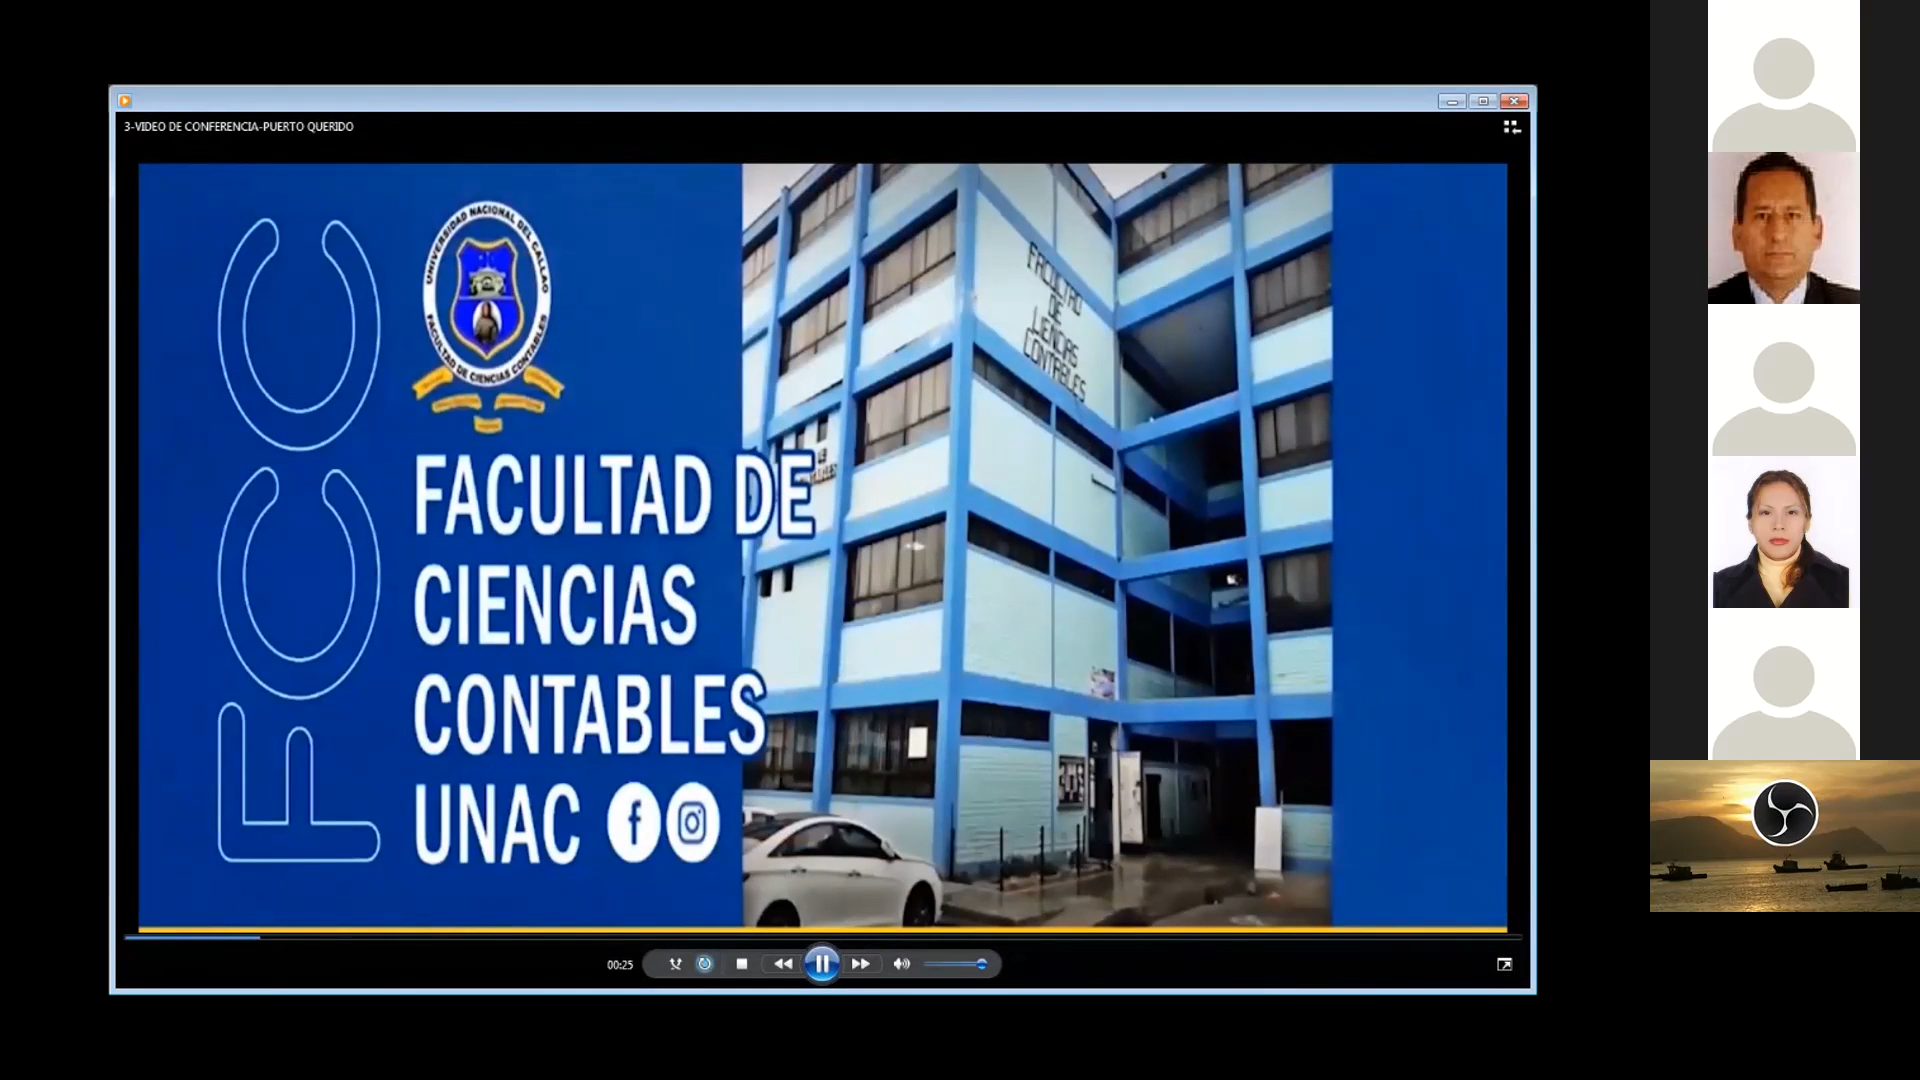 3-VIDEO DE CONFERENCIA-PUERTO QUERIDO
FCC
UNIVERSIDAD NACIONAL DEL CALLAO
FACULTAD DE CIENCIAS CONTABLES
FACULTAD DE
CIENCIAS
CONTABLES
UNAC
FACULTAD
DE
CIENCIAS
CONTABLES
00:25